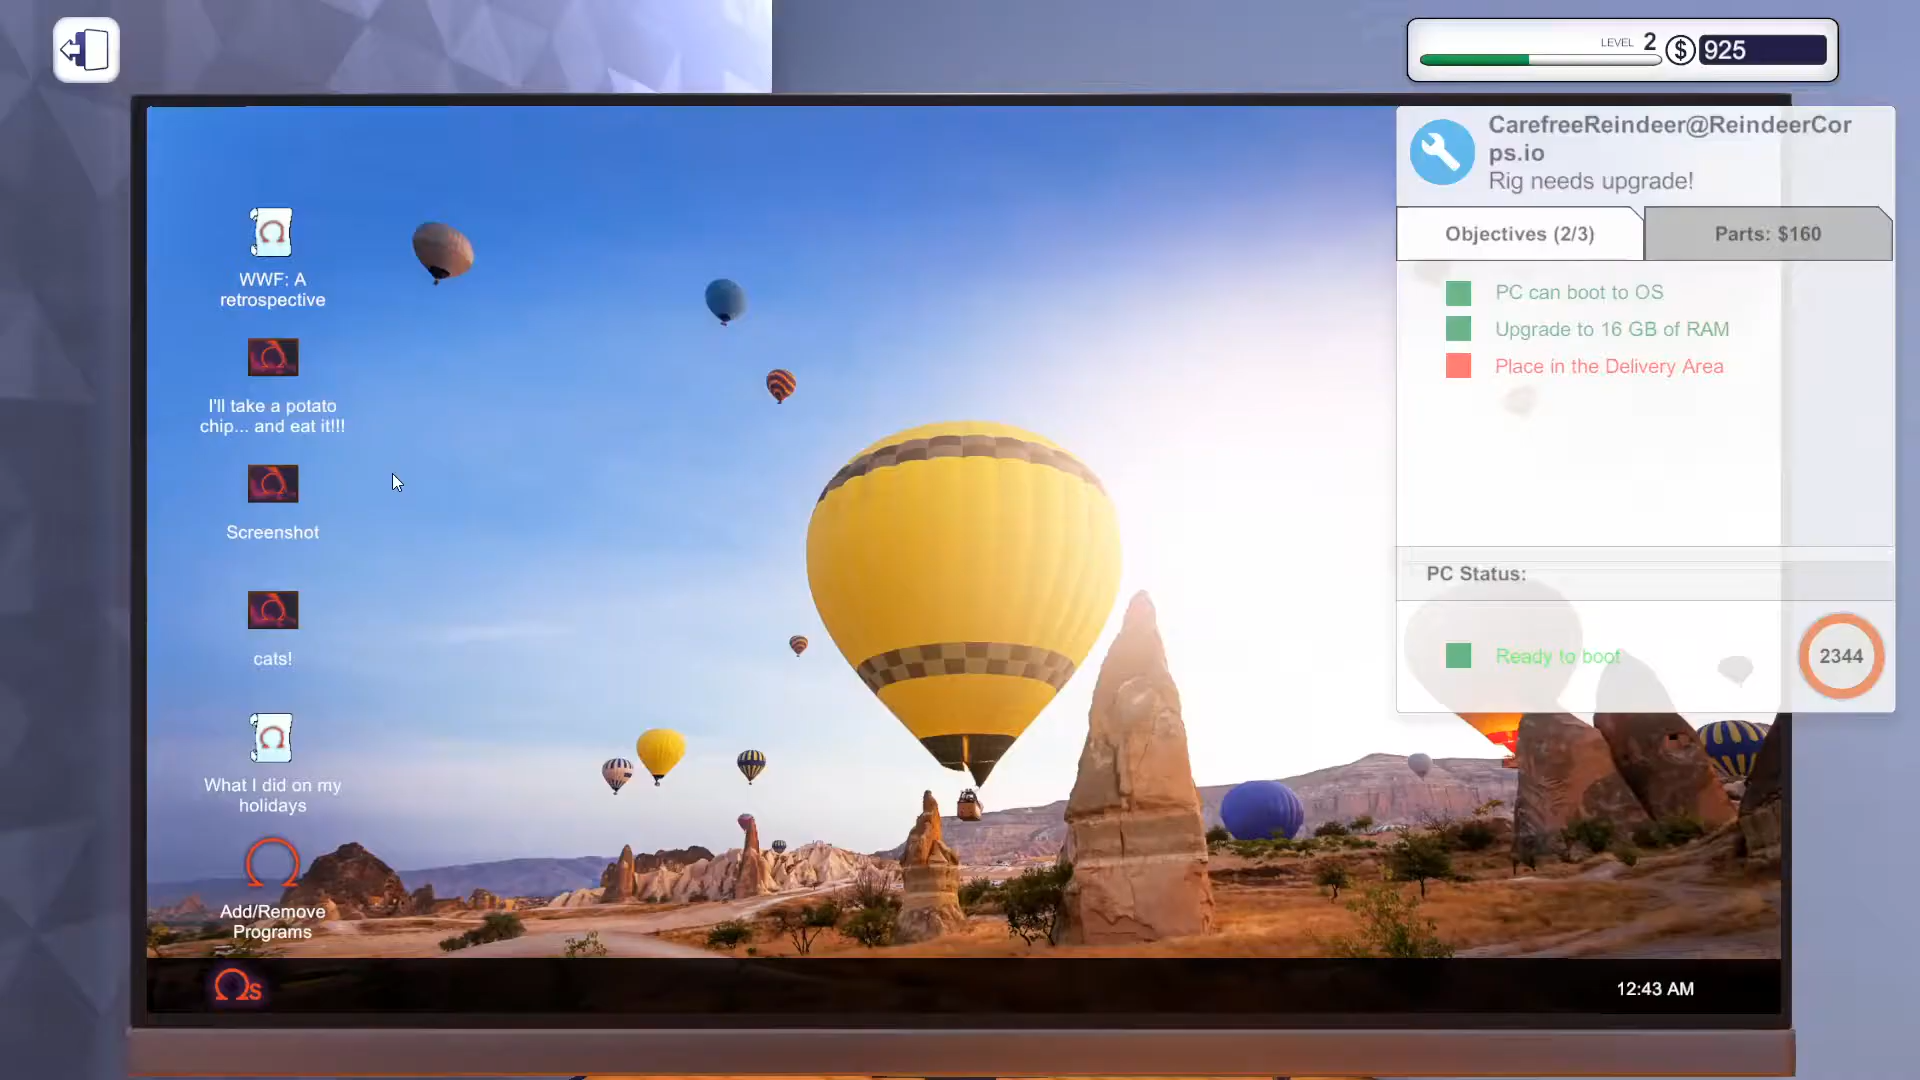 LEVEL 2
$ 925
CarefreeReindeer@ReindeerCor
ps.io
Rig needs upgrade!
Objectives (2/3)
Parts: $160
PC can boot to OS
Upgrade to 16 GB of RAM
Place in the Delivery Area
PC Status:
Ready to boot
2344
WWF: A
retrospective
I'll take a potato
chip... and eat it!!!
Screenshot
cats!
What I did on my
holidays
Add/Remove
Programs
Ωs
12:43 AM